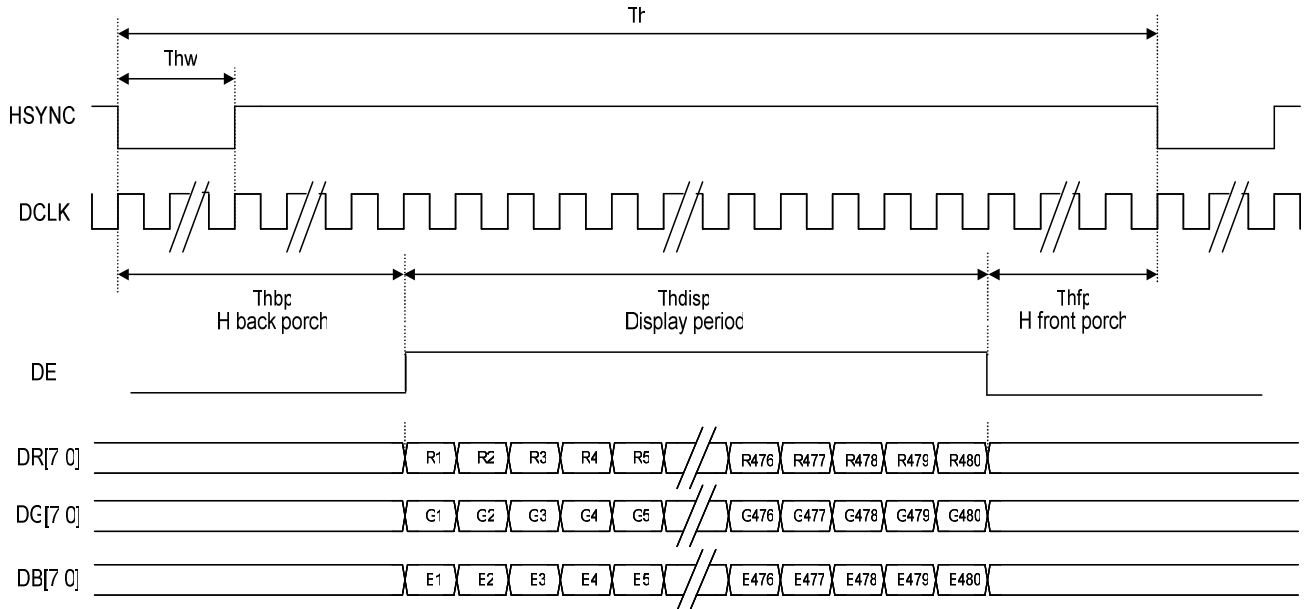 Th
Thw
HSYNC
DCLK
Thbp
H back porch
Thdisp
Display period
Thfp
H front porch
DE
DR[7 0] R1 R2 R3 R4 R5 R476 R477 R478 R479 R480
DG[7 0] G1 G2 G3 G4 G5 G476 G477 G478 G479 G480
DB[7 0] E1 E2 E3 E4 E5 E476 E477 E478 E479 E480